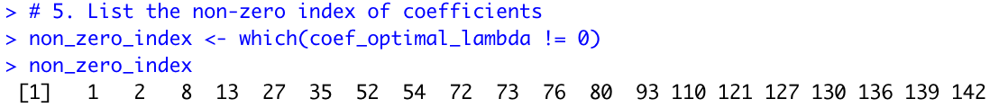 > # 5. List the non-zero index of coefficients
> non_zero_index <- which(coef_optimal_lambda != 0)
> non_zero_index
 [1]   1   2   8  13  27  35  52  54  72  73  76  80  93 110 121 127 130 136 139 142